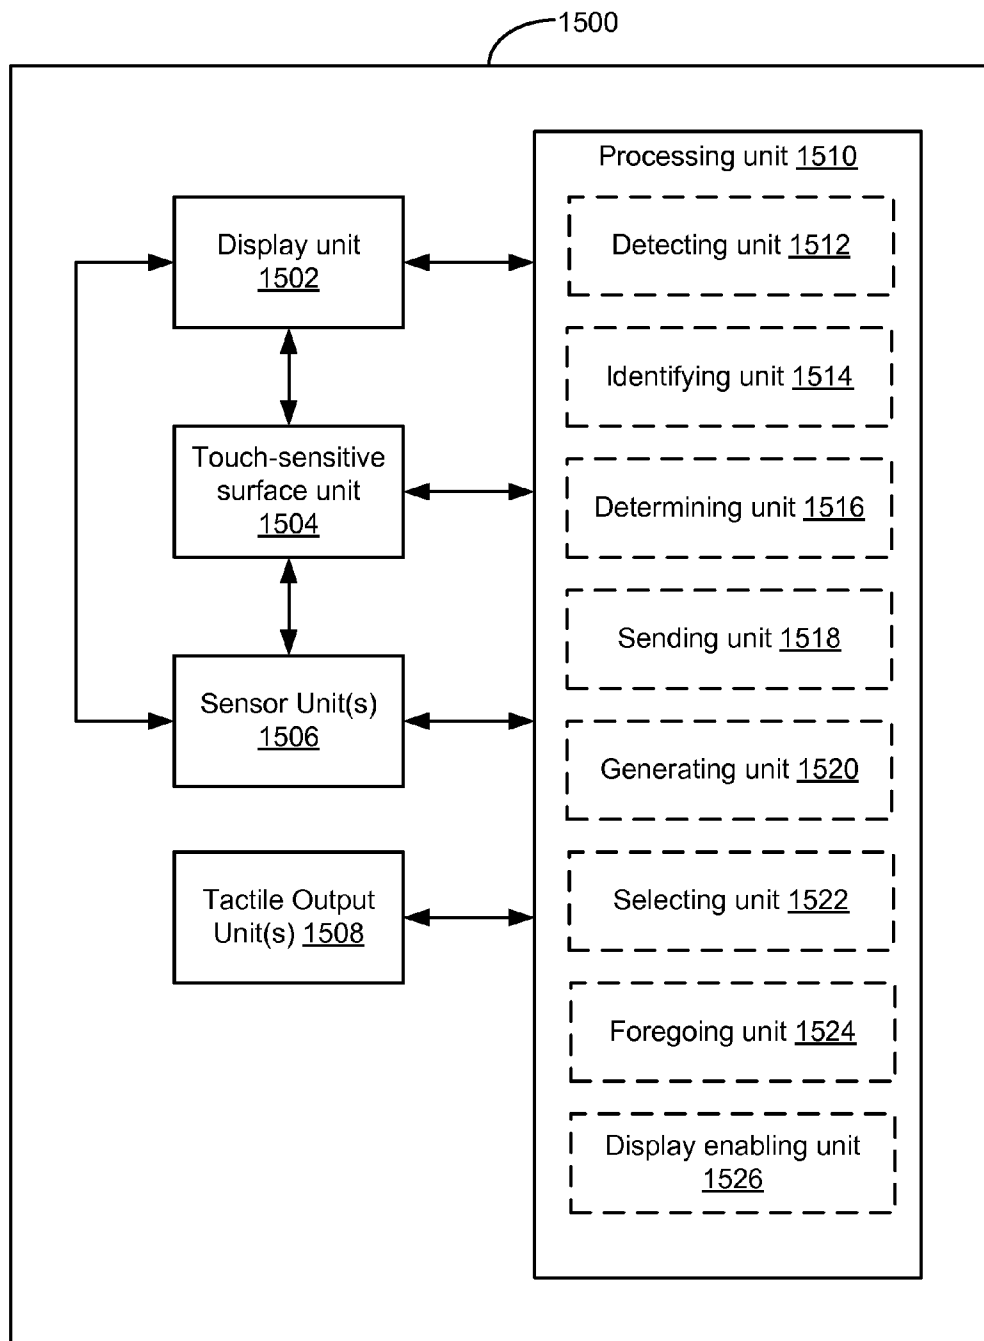 1500
Processing unit 1510
Display unit
1502
Detecting unit 1512
Identifying unit 1514
Touch-sensitive
surface unit
1504
Determining unit 1516
Sending unit 1518
Sensor Unit(s)
1506
Generating unit 1520
Tactile Output
Unit(s) 1508
Selecting unit 1522
Foregoing unit 1524
Display enabling unit
1526